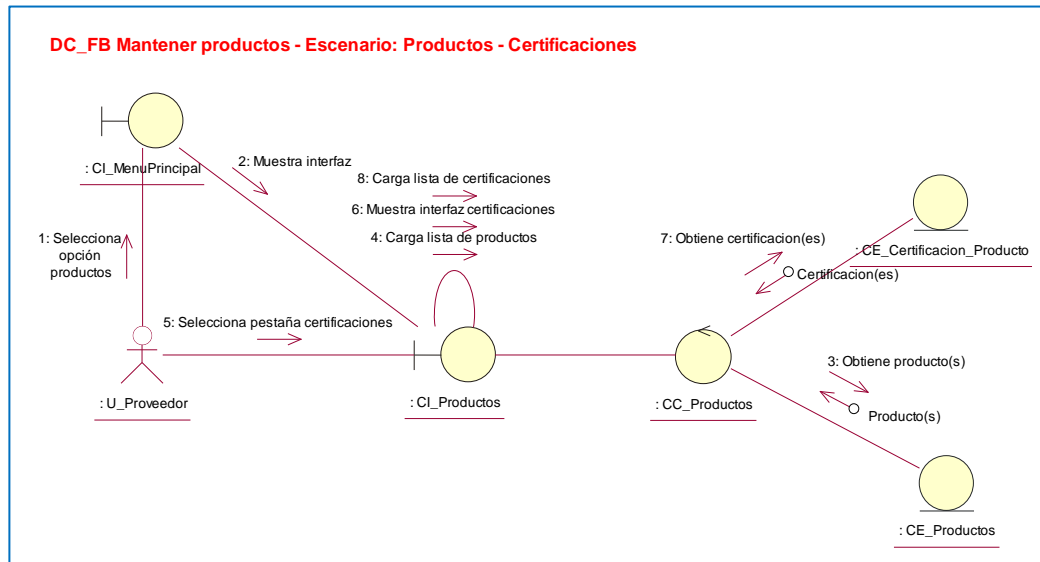 DC_FB Mantener productos - Escenario: Productos - Certificaciones
: CI_MenuPrincipal
2: Muestra interfaz
8: Carga lista de certificaciones
6: Muestra interfaz certificaciones
4: Carga lista de productos
1: Selecciona
opción
productos
7: Obtiene certificacion(es)
: CE_Certificacion_Producto
Certificacion(es)
5: Selecciona pestaña certificaciones
3: Obtiene producto(s)
: U_Proveedor
: CI_Productos
: CC_Productos
Producto(s)
: CE_Productos